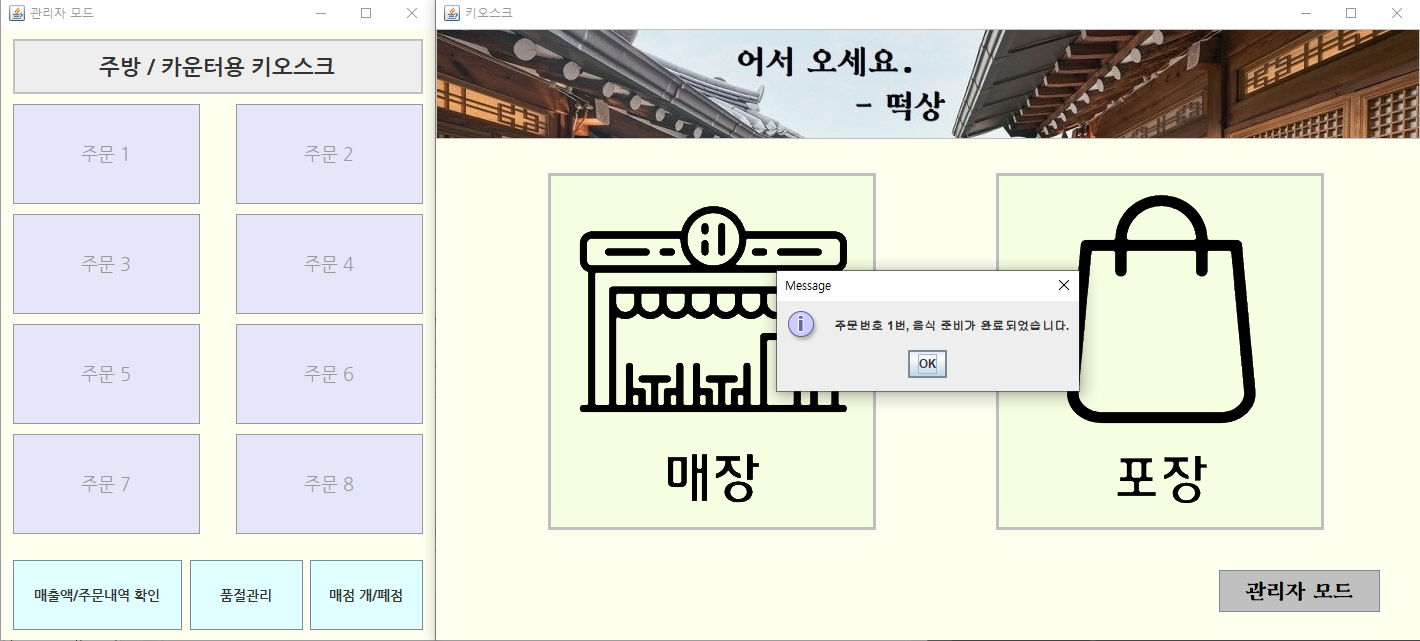 관리자 모드
주방 / 카운터용 키오스크
주문 1
주문 2
주문 3
주문 4
주문 5
주문 6
주문 7
주문 8
매출액/주문내역 확인
품절관리
매점 개/폐점
키오스크
어서 오세요.
- 떡상
매장
포장
Message
주문번호 1번, 음식 준비가 완료되었습니다.
OK
관리자 모드